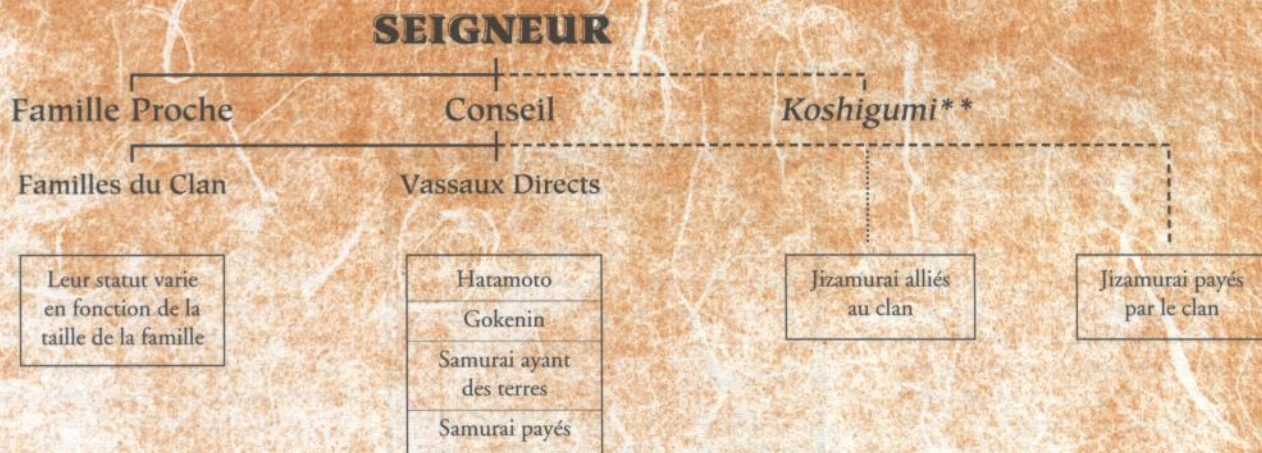 SEIGNEUR
Famille Proche
Conseil
Koshigumi**
Familles du Clan
Vassaux Directs
Leur statut varie
en fonction de la
taille de la famille
Hatamoto
Gokenin
Samurai ayant
des terres
Samurai payés
Jizamurai alliés
au clan
Jizamurai payés
par le clan